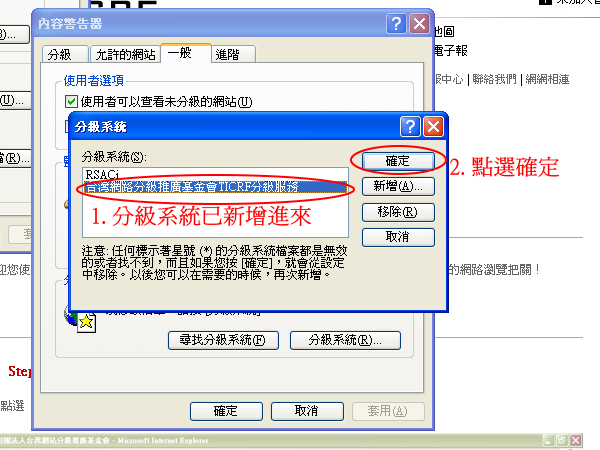 未加入會
內容警告器
地圖
電子報
分級
允許的網站
一般
進階
服中心 | 聯絡我們 | 網網相連
使用者選項
使用者可以查看未分級的網站(U)
分級系統
分級系統(S):
RSACi
台灣網路分級推廣基金會TICRF分級服務
確定
新增(A)...
移除(R)
取消
1. 分級系統已新增進來
2. 點選確定
注意: 任何標示著星號 (*) 的分級系統檔案都是無效
的或者找不到，而且如果您按 [確定]，就會從設定
中移除。以後您可以在需要的時候，再次新增。
迎您使
的網路瀏覽把關！
尋找分級系統(F)
分級系統(R)...
Step
點選
確定
取消
套用(A)
財團法人台灣網站分級推廣基金會 - Microsoft Internet Explorer